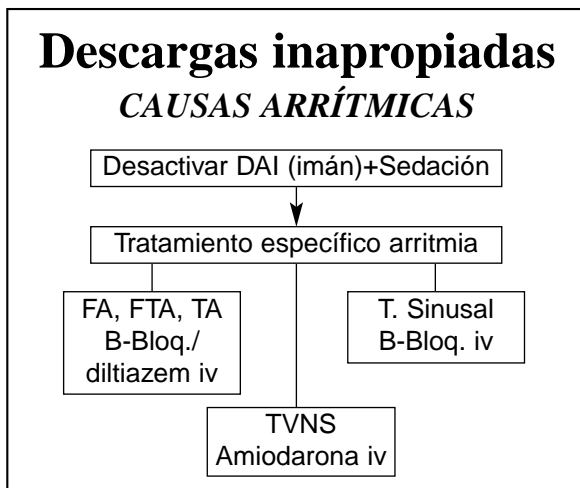 Descargas inapropiadas
CAUSAS ARRÍTMICAS
Desactivar DAI (imán)+Sedación
Tratamiento específico arritmia
FA, FTA, TA
B-Bloq./
diltiazem iv
T. Sinusal
B-Bloq. iv
TVNS
Amiodarona iv